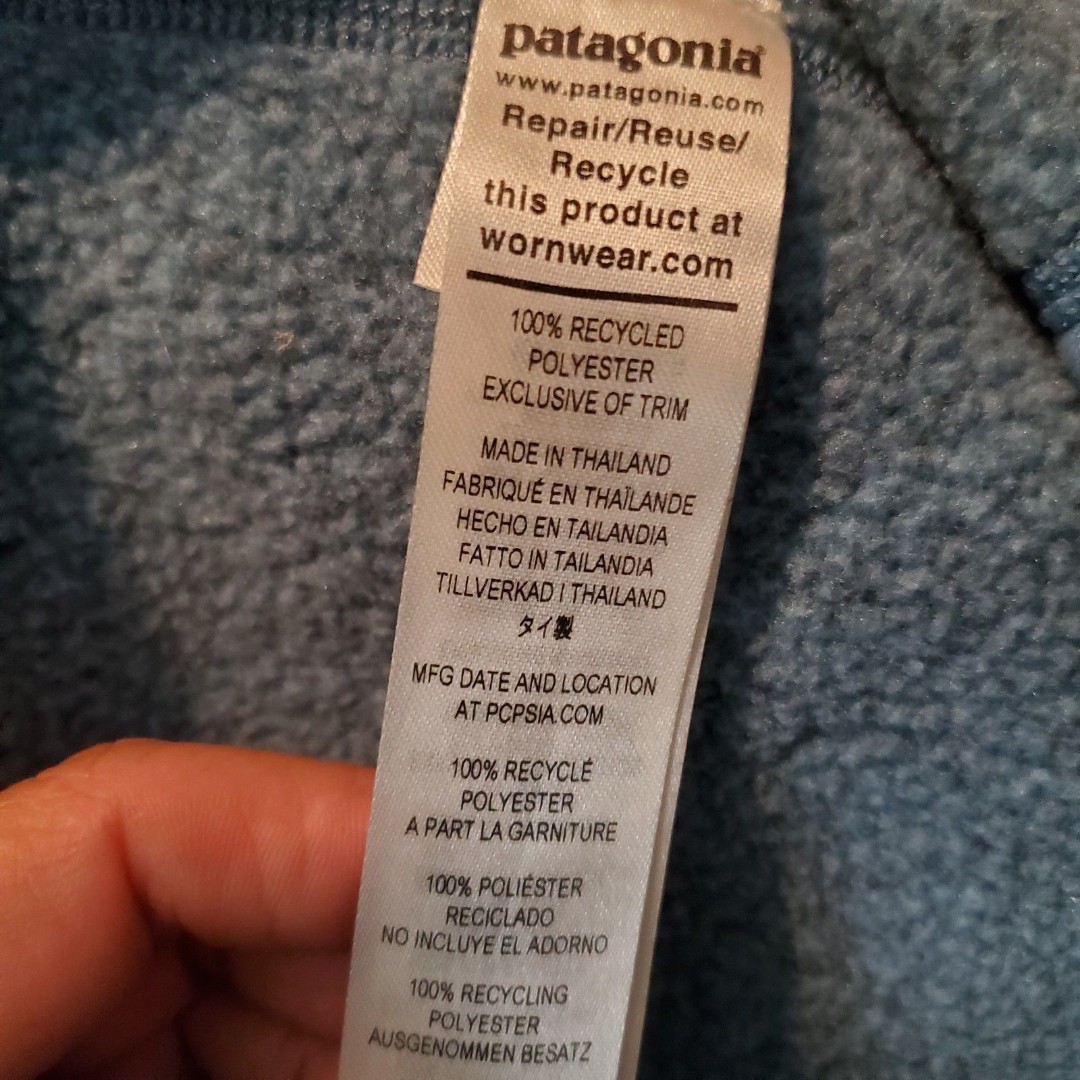 patagonia®
www.patagonia.com
Repair/Reuse/
Recycle
this product at
wornwear.com
100% RECYCLED
POLYESTER
EXCLUSIVE OF TRIM
MADE IN THAILAND
FABRIQUÉ EN THAÏLANDE
HECHO EN TAILANDIA
FATTO IN TAILANDIA
TILLVERKAD I THAILAND
タイ製
MFG DATE AND LOCATION
AT PCPSIA.COM
100% RECYCLÉ
POLYESTER
A PART LA GARNITURE
100% POLIÉSTER
RECICLADO
NO INCLUYE EL ADORNO
100% RECYCLING
POLYESTER
AUSGENOMMEN BESATZ